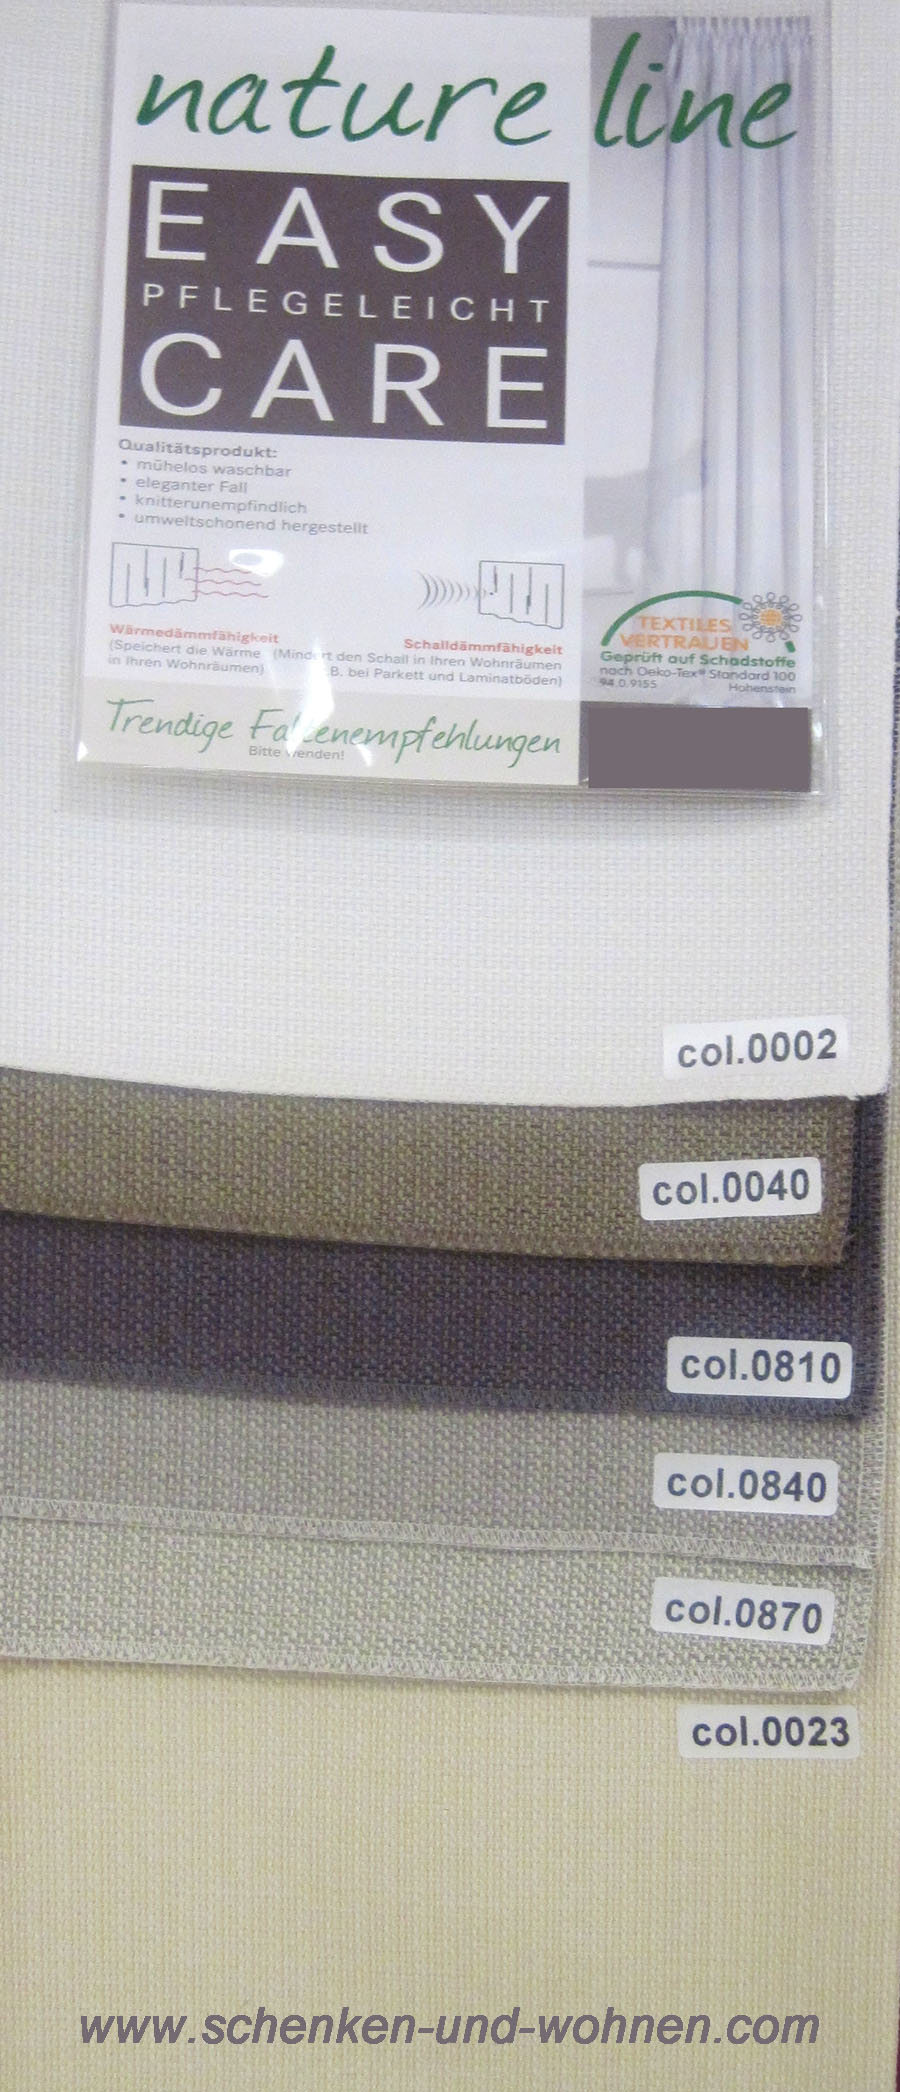 nature line
EASY
PFLEGELEICHT
CARE
Qualitätsprodukt:
• mühelos waschbar
• eleganter Fall
• knitterunempfindlich
• umweltschonend hergestellt
Wärmedämmfähigkeit
(Speichert die Wärme
in Ihren Wohnräumen)
Schalldämmfähigkeit
(Mindert den Schall in Ihren Wohnräumen
.B. bei Parkett und Laminatböden)
TEXTILES
VERTRAUEN
Geprüft auf Schadstoffe
nach Oeko-Tex® Standard 100
94.0.9155 Hohenstein
Trendige Faltenempfehlungen
Bitte wenden!
col.0002
col.0040
col.0810
col.0840
col.0870
col.0023
www.schenken-und-wohnen.com